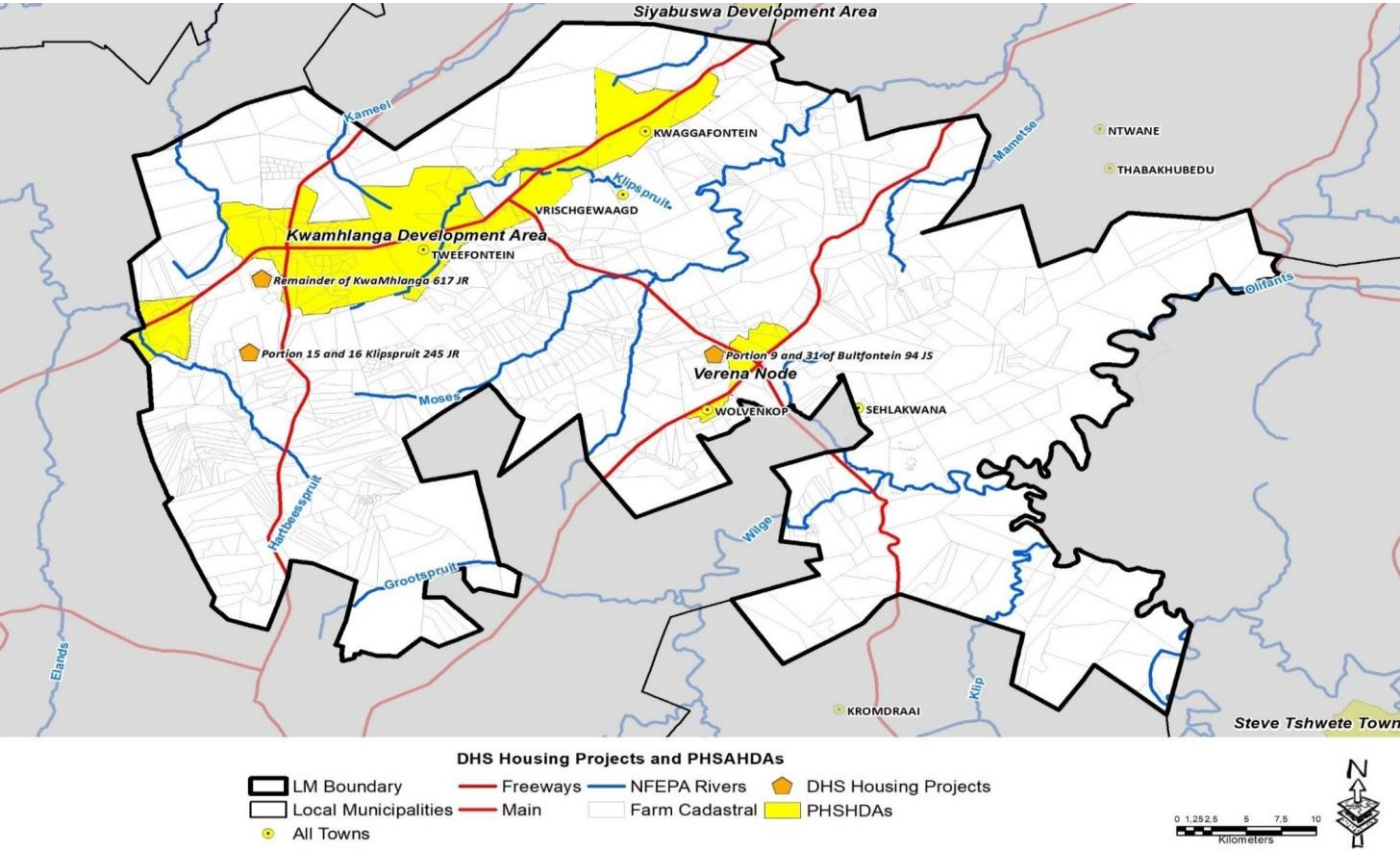 Siyabuswa Development Area
Kameel
KWAGGAFONTEIN
NTWANE
Mametse
THABAKHUBEDU
Klipspruit
VRISCHGEWAAGD
Kwamhlanga Development Area
TWEEFONTEIN
Remainder of KwaMhlanga 617 JR
Olifants
Portion 15 and 16 Klipspruit 245 JR
Portion 9 and 31 of Bultfontein 94 JS
Verena Node
Moses
WOLVENKOP
SEHLAKWANA
Hartbeesspruit
Wilge
Grootspruit
Elands
Klip
KROMDRAAI
Steve Tshwete Town
DHS Housing Projects and PHSAHDAs
LM Boundary
Freeways
NFEPA Rivers
DHS Housing Projects
Local Municipalities
Main
Farm Cadastral
PHSHDAs
All Towns
N
0 1,252,5 5 7,5 10
Kilometers